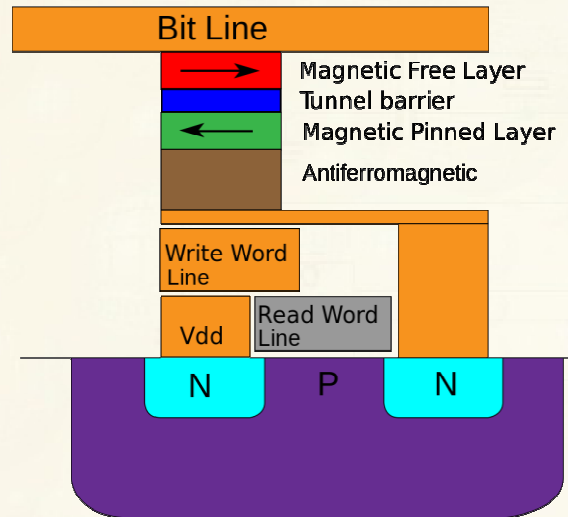 Bit Line
Magnetic Free Layer
Tunnel barrier
Magnetic Pinned Layer
Antiferromagnetic
Write Word
Line
Vdd
Read Word
Line
N
P
N